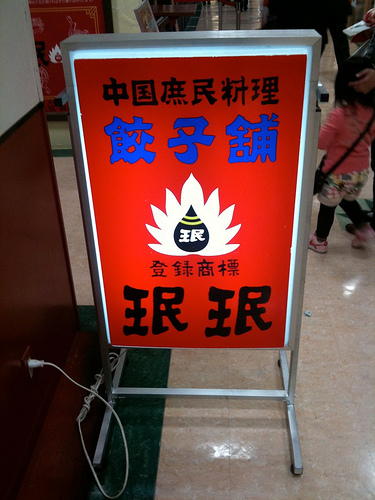 中国庶民料理
餃子舗
珉
登録商標
珉珉